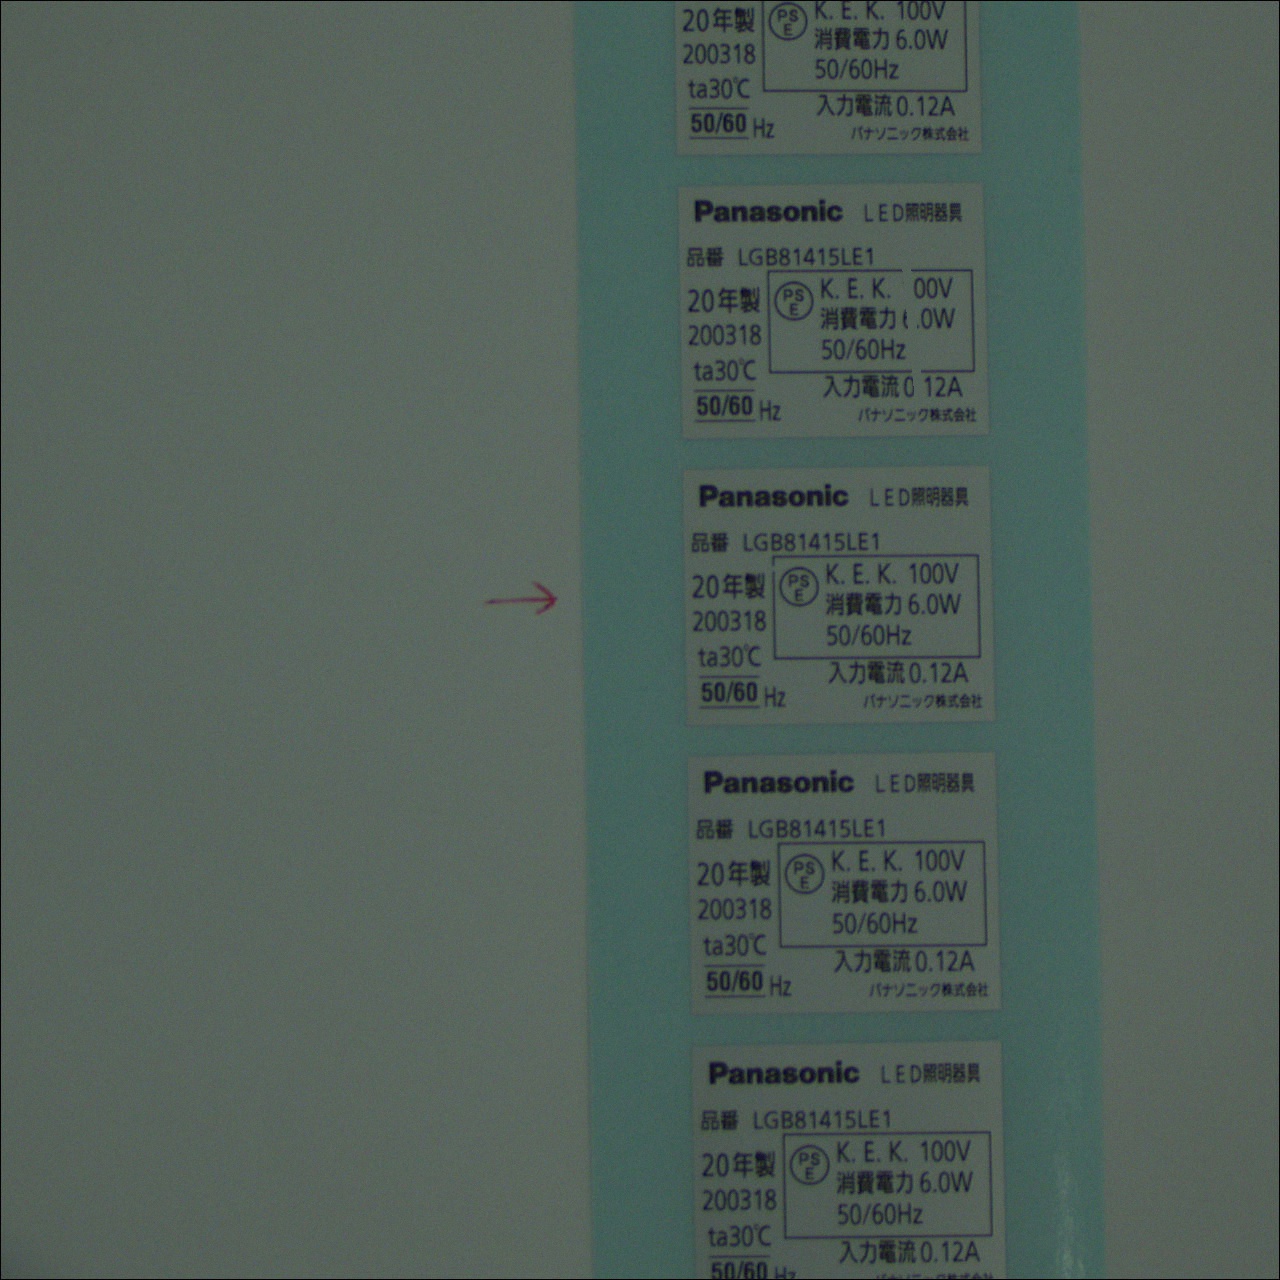 20年製 PS E K. E. K. 100V
消費電力 6.0W
200318
50/60Hz
ta30℃
入力電流 0.12A
50/60 Hz
パナソニック株式会社
Panasonic LED照明器具
品番 LGB81415LE1
20年製 PS E K. E. K. 00V
消費電力 .0W
200318
50/60Hz
ta30℃
入力電流 0 12A
50/60 Hz
パナソニック株式会社
Panasonic LED照明器具
品番 LGB81415LE1
20年製 PS E K. E. K. 100V
消費電力 6.0W
200318
50/60Hz
ta30℃
入力電流 0.12A
50/60 Hz
パナソニック株式会社
Panasonic LED照明器具
品番 LGB81415LE1
20年製 PS E K. E. K. 100V
消費電力 6.0W
200318
50/60Hz
ta30℃
入力電流 0.12A
50/60 Hz
パナソニック株式会社
Panasonic LED照明器具
品番 LGB81415LE1
20年製 PS E K. E. K. 100V
消費電力 6.0W
200318
50/60Hz
ta30℃
入力電流 0.12A
50/60 Hz